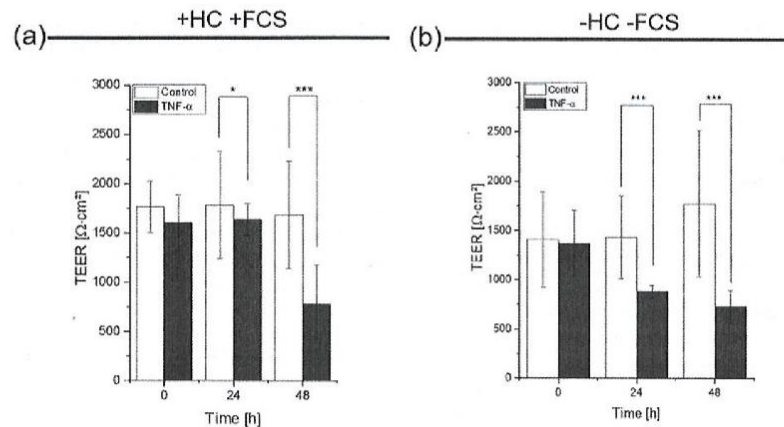 +HC +FCS
(a)
3000
2500
2000
1500
1000
500
0
TEER [Ω·cm²]
Control
TNF-α
*
***
0
24
48
Time [h]
-HC -FCS
(b)
3000
2500
2000
1500
1000
500
0
TEER [Ω·cm²]
Control
TNF-α
***
***
0
24
48
Time [h]